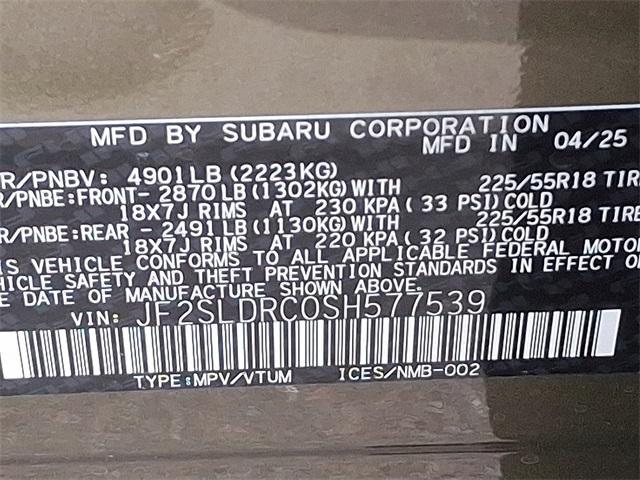 MFD BY SUBARU CORPORATION
MFD IN 04/25
R/PNBV: 4901LB (2223KG)
R/PNBE:FRONT- 2870LB (1302KG) WITH 225/55R18 TIRE
18X7J RIMS AT 230 KPA (33 PSI) COLD
R/PNBE:REAR - 2491LB (1130KG) WITH 225/55R18 TIRE
18X7J RIMS AT 220 KPA (32 PSI) COLD
IS VEHICLE CONFORMS TO ALL APPLICABLE FEDERAL MOTOR
VEHICLE SAFETY AND THEFT PREVENTION STANDARDS IN EFFECT O
E DATE OF MANUFACTURE SHOWN ABOVE.
VIN: JF2SLDRC0SH577539
TYPE:MPV/VTUM ICES/NMB-002